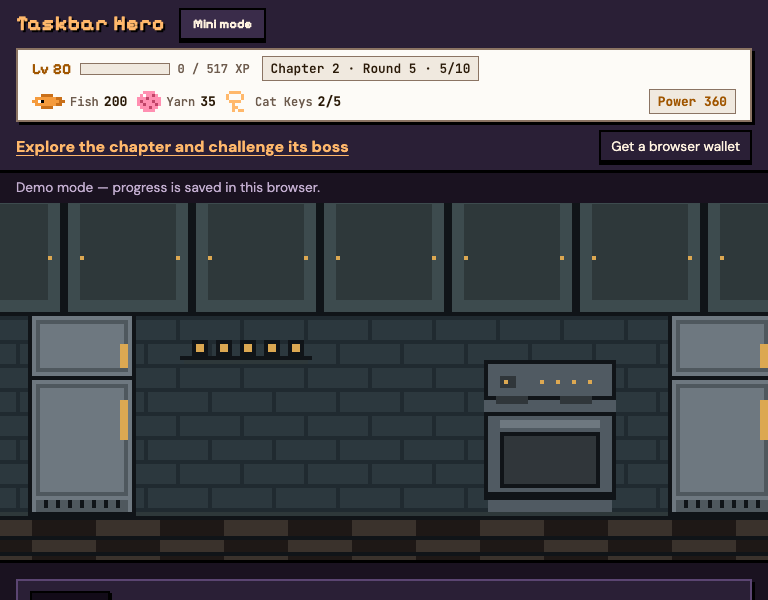 Taskbar Hero
Mini mode
Lv 20 0 / 517 XP Chapter 2 · Round 5 · 5/10
Fish 200 Yarn 35 Cat Keys 2/5 Power 360
Explore the chapter and challenge its boss
Get a browser wallet
Demo mode — progress is saved in this browser.